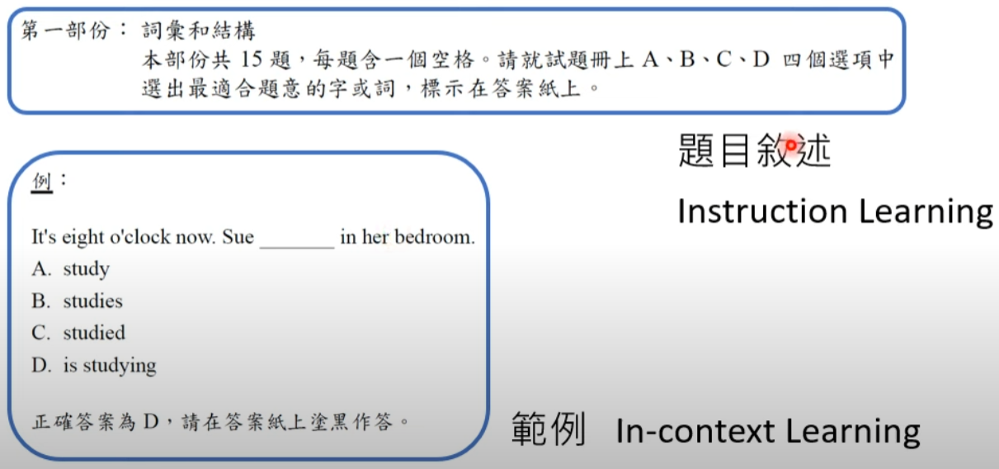 第一部份： 詞彙和結構
本部份共 15 題，每題含一個空格。請就試題冊上 A、B、C、D 四個選項中
選出最適合題意的字或詞，標示在答案紙上。
題目敘述
Instruction Learning
例：
It's eight o'clock now. Sue ________ in her bedroom.
A. study
B. studies
C. studied
D. is studying
正確答案為 D，請在答案紙上塗黑作答。
範例 In-context Learning